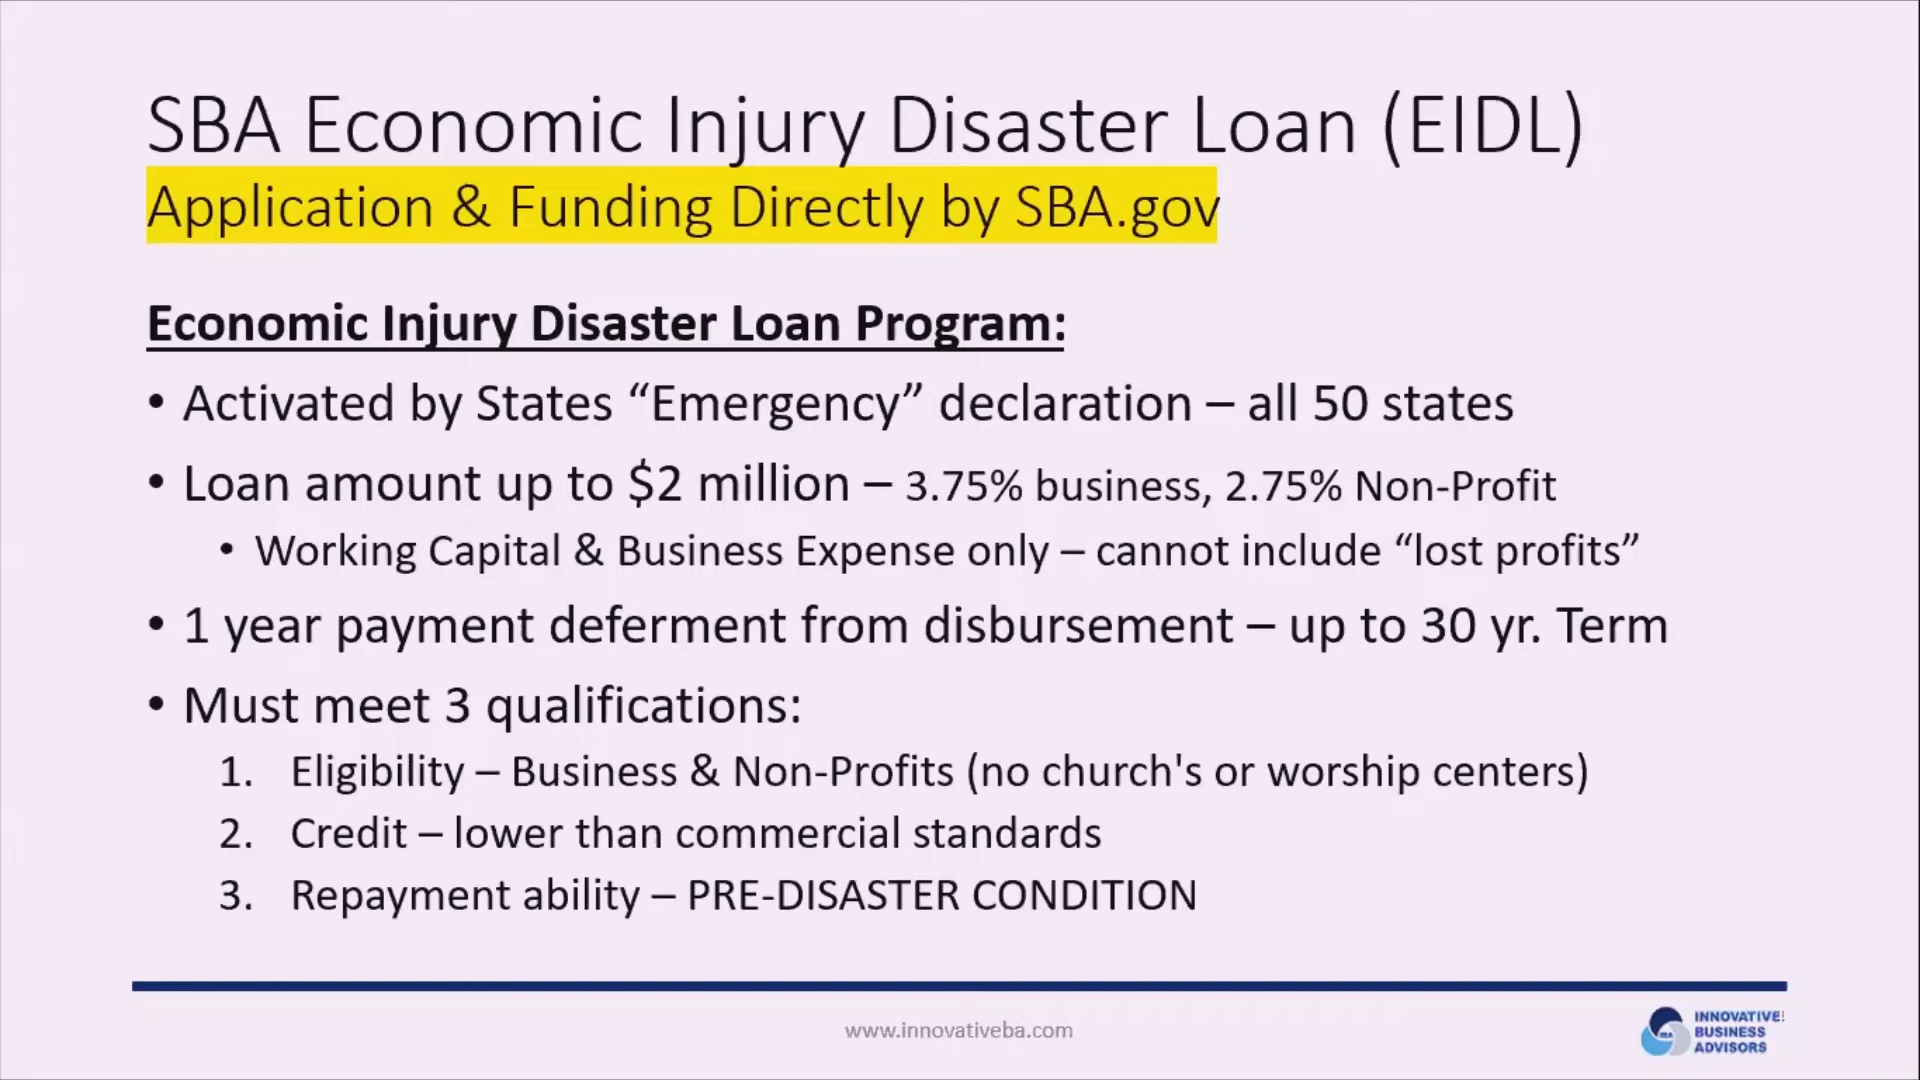 SBA Economic Injury Disaster Loan (EIDL)
Application & Funding Directly by SBA.gov
Economic Injury Disaster Loan Program:
• Activated by States “Emergency” declaration – all 50 states
• Loan amount up to $2 million – 3.75% business, 2.75% Non-Profit
• Working Capital & Business Expense only – cannot include “lost profits”
• 1 year payment deferment from disbursement – up to 30 yr. Term
• Must meet 3 qualifications:
1. Eligibility – Business & Non-Profits (no church's or worship centers)
2. Credit – lower than commercial standards
3. Repayment ability – PRE-DISASTER CONDITION
www.innovativeba.com
INNOVATIVE
BUSINESS
ADVISORS